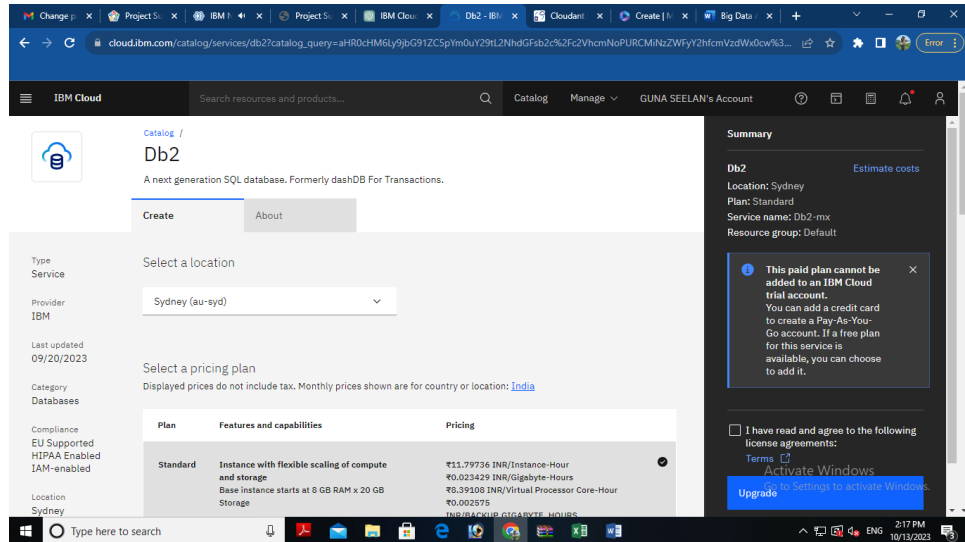 Change p
Project Su
IBM N
Project Su
IBM Clou
Db2 - IBM
Cloudant
Create | M
Big Data
cloud.ibm.com/catalog/services/db2?catalog_query=aHR0cHM6Ly9jbG91ZC5pYm0uY29tL2NhdGFsb2c%2Fc2VhcmNoPURCMiNzZWFyY2hfcmVzdWx0cw%3...
Error
IBM Cloud
Search resources and products...
Catalog
Manage
GUNA SEELAN's Account
Catalog /
Db2
A next generation SQL database. Formerly dashDB For Transactions.
Create
About
Type
Service
Provider
IBM
Last updated
09/20/2023
Category
Databases
Compliance
EU Supported
HIPAA Enabled
IAM-enabled
Location
Sydney
Select a location
Sydney (au-syd)
Select a pricing plan
Displayed prices do not include tax. Monthly prices shown are for country or location: India
Plan
Features and capabilities
Pricing
Standard
Instance with flexible scaling of compute
and storage
Base instance starts at 8 GB RAM x 20 GB
Storage
₹11.79736 INR/Instance-Hour
₹0.023429 INR/Gigabyte-Hours
₹8.39108 INR/Virtual Processor Core-Hour
₹0.002575
INR/BACKUP_GIGABYTE_HOURS
Summary
Db2
Estimate costs
Location: Sydney
Plan: Standard
Service name: Db2-mx
Resource group: Default
This paid plan cannot be
added to an IBM Cloud
trial account.
You can add a credit card
to create a Pay-As-You-
Go account. If a free plan
for this service is
available, you can choose
to add it.
I have read and agree to the following
license agreements:
Terms
Activate Windows
Go to Settings to activate Windows.
Upgrade
Type here to search
ENG
2:17 PM
10/13/2023
3